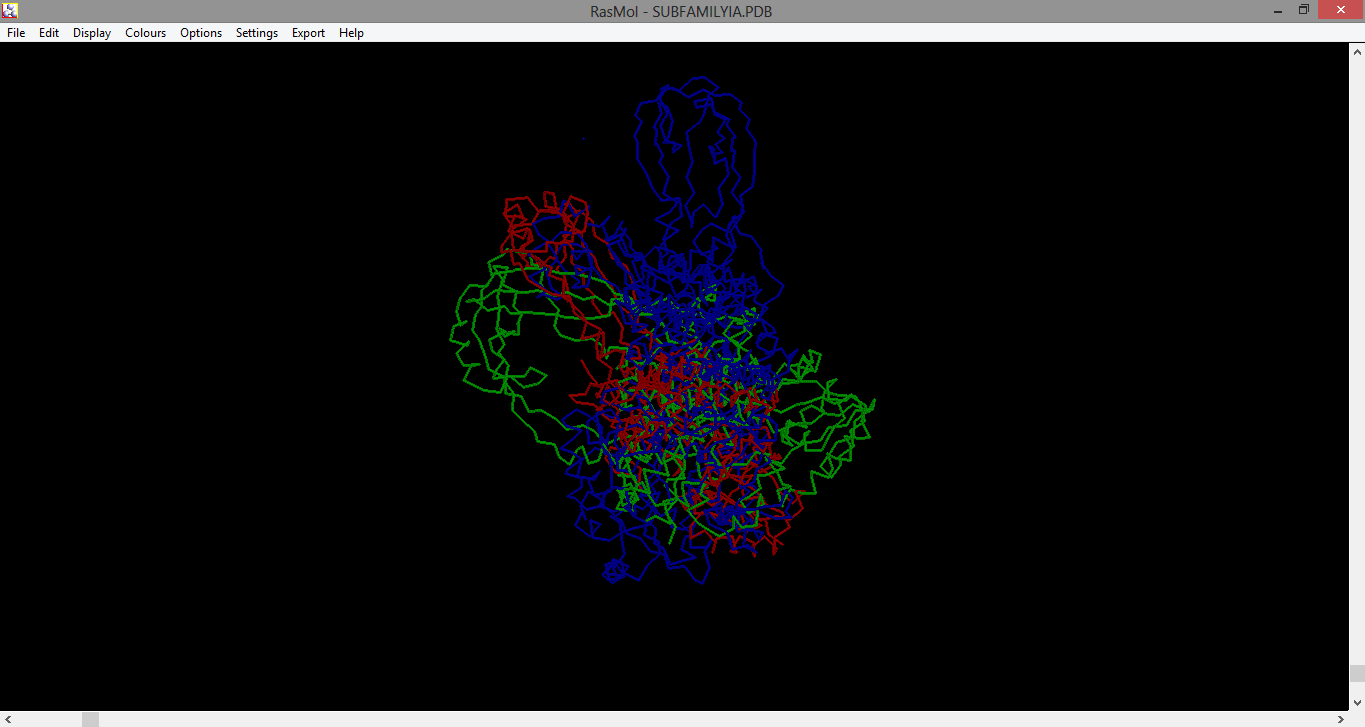 RasMol - SUBFAMILYIA.PDB
File Edit Display Colours Options Settings Export Help